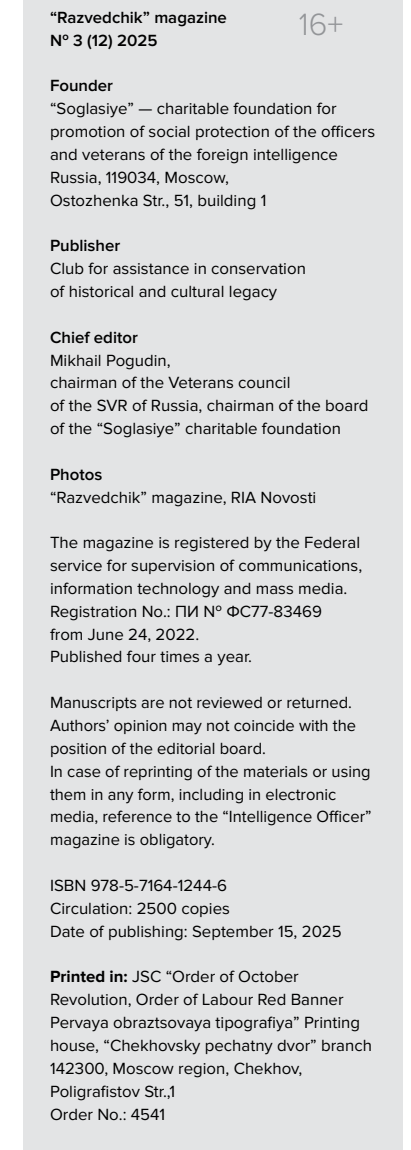 “Razvedchik” magazine
16+
Nº 3 (12) 2025
Founder
“Soglasiye” — charitable foundation for
promotion of social protection of the officers
and veterans of the foreign intelligence
Russia, 119034, Moscow,
Ostozhenka Str., 51, building 1
Publisher
Club for assistance in conservation
of historical and cultural legacy
Chief editor
Mikhail Pogudin,
chairman of the Veterans council
of the SVR of Russia, chairman of the board
of the “Soglasiye” charitable foundation
Photos
“Razvedchik” magazine, RIA Novosti
The magazine is registered by the Federal
service for supervision of communications,
information technology and mass media.
Registration No.: ПИ Nº ФС77-83469
from June 24, 2022.
Published four times a year.
Manuscripts are not reviewed or returned.
Authors’ opinion may not coincide with the
position of the editorial board.
In case of reprinting of the materials or using
them in any form, including in electronic
media, reference to the “Intelligence Officer”
magazine is obligatory.
ISBN 978-5-7164-1244-6
Circulation: 2500 copies
Date of publishing: September 15, 2025
Printed in: JSC “Order of October
Revolution, Order of Labour Red Banner
Pervaya obraztsovaya tipografiya” Printing
house, “Chekhovsky pechatny dvor” branch
142300, Moscow region, Chekhov,
Poligrafistov Str.,1
Order No.: 4541